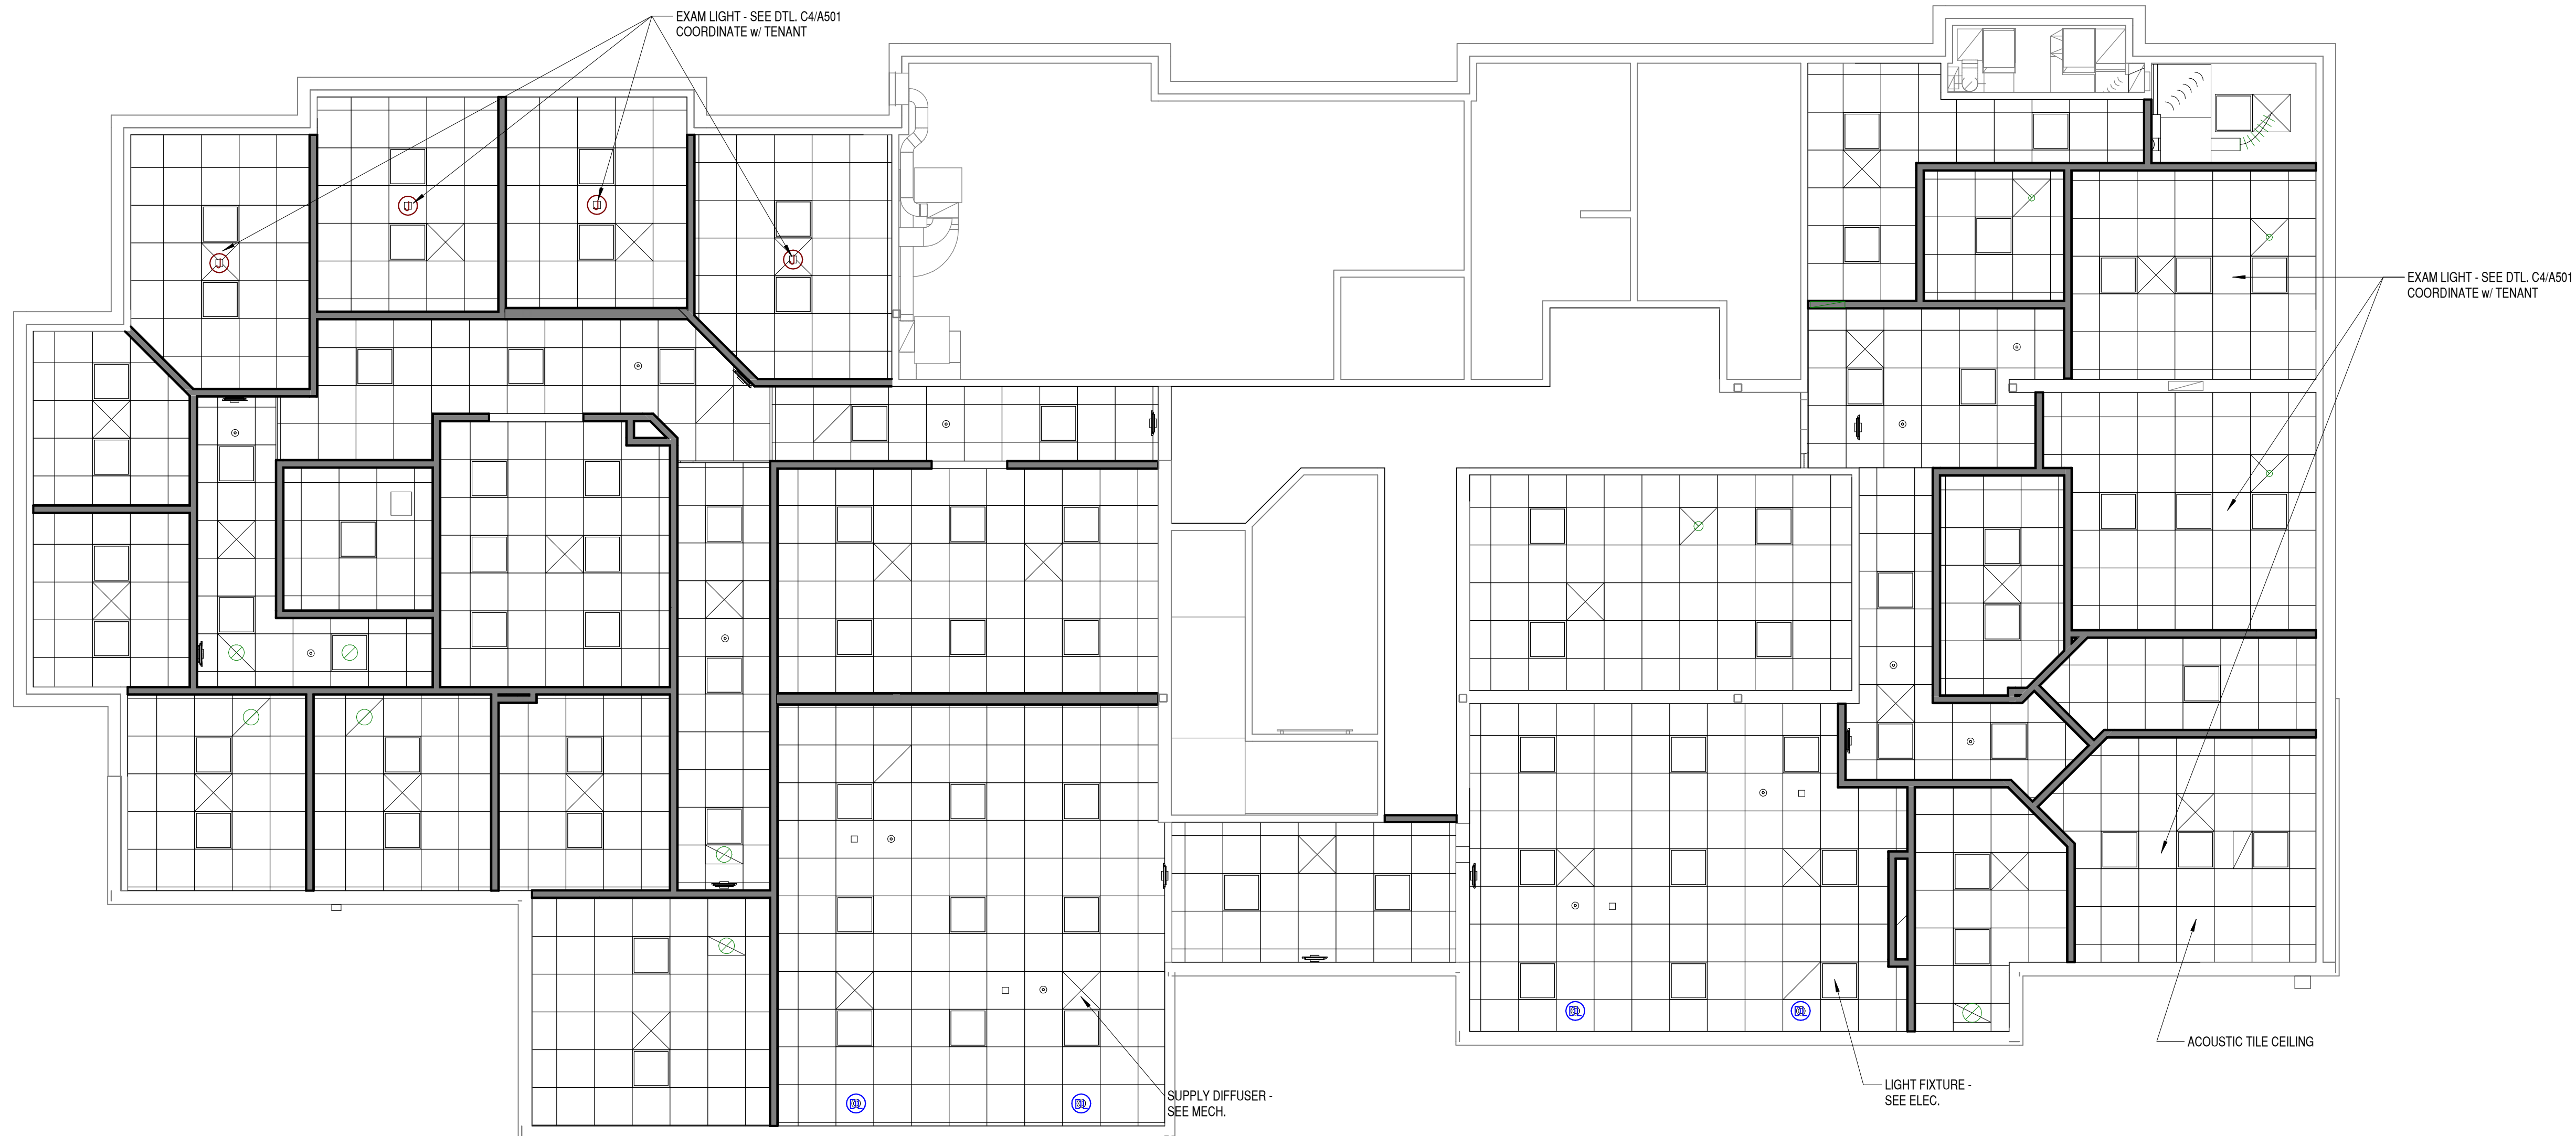 EXAM LIGHT - SEE DTL. C4/A501
COORDINATE w/ TENANT
EXAM LIGHT - SEE DTL. C4/A501
COORDINATE w/ TENANT
ACOUSTIC TILE CEILING
LIGHT FIXTURE -
SEE ELEC.
SUPPLY DIFFUSER -
SEE MECH.